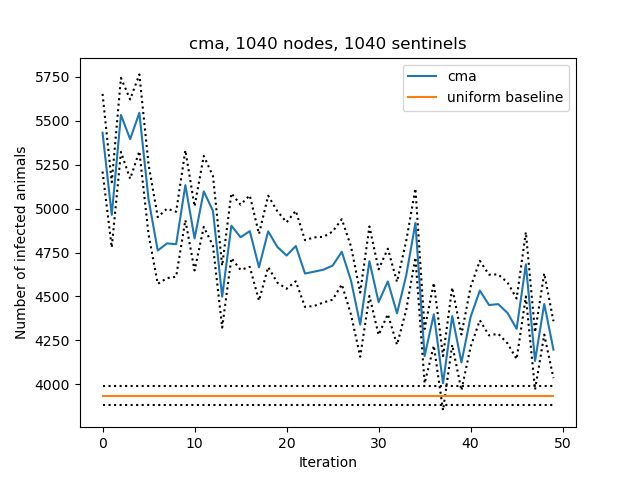 cma, 1040 nodes, 1040 sentinels
cma
uniform baseline
Number of infected animals
5750
5500
5250
5000
4750
4500
4250
4000
0 10 20 30 40 50
Iteration